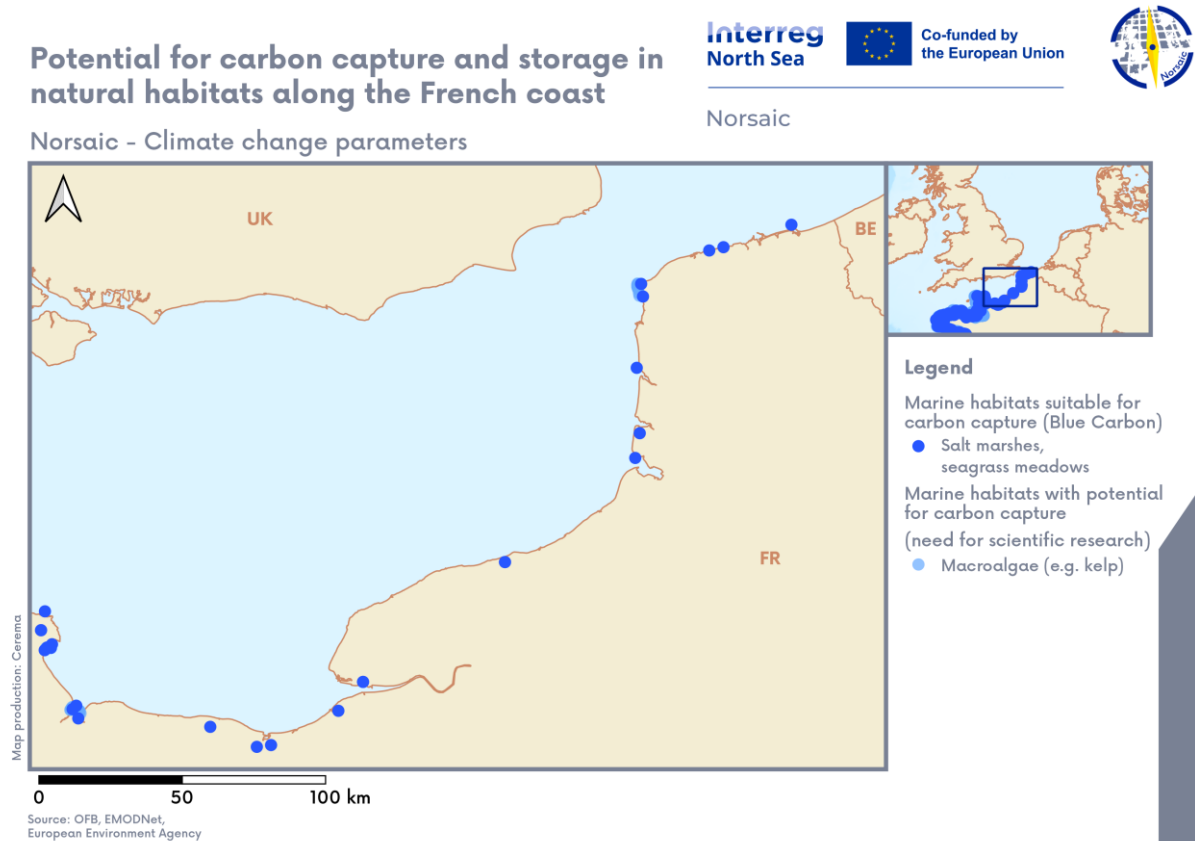 Potential for carbon capture and storage in
natural habitats along the French coast
Norsaic - Climate change parameters
Interreg
North Sea
Co-funded by
the European Union
Norsaic
Norsaic
UK
BE
FR
Legend
Marine habitats suitable for
carbon capture (Blue Carbon)
Salt marshes,
seagrass meadows
Marine habitats with potential
for carbon capture
(need for scientific research)
Macroalgae (e.g. kelp)
Map production: Cerema
0 50 100 km
Source: OFB, EMODNet,
European Environment Agency